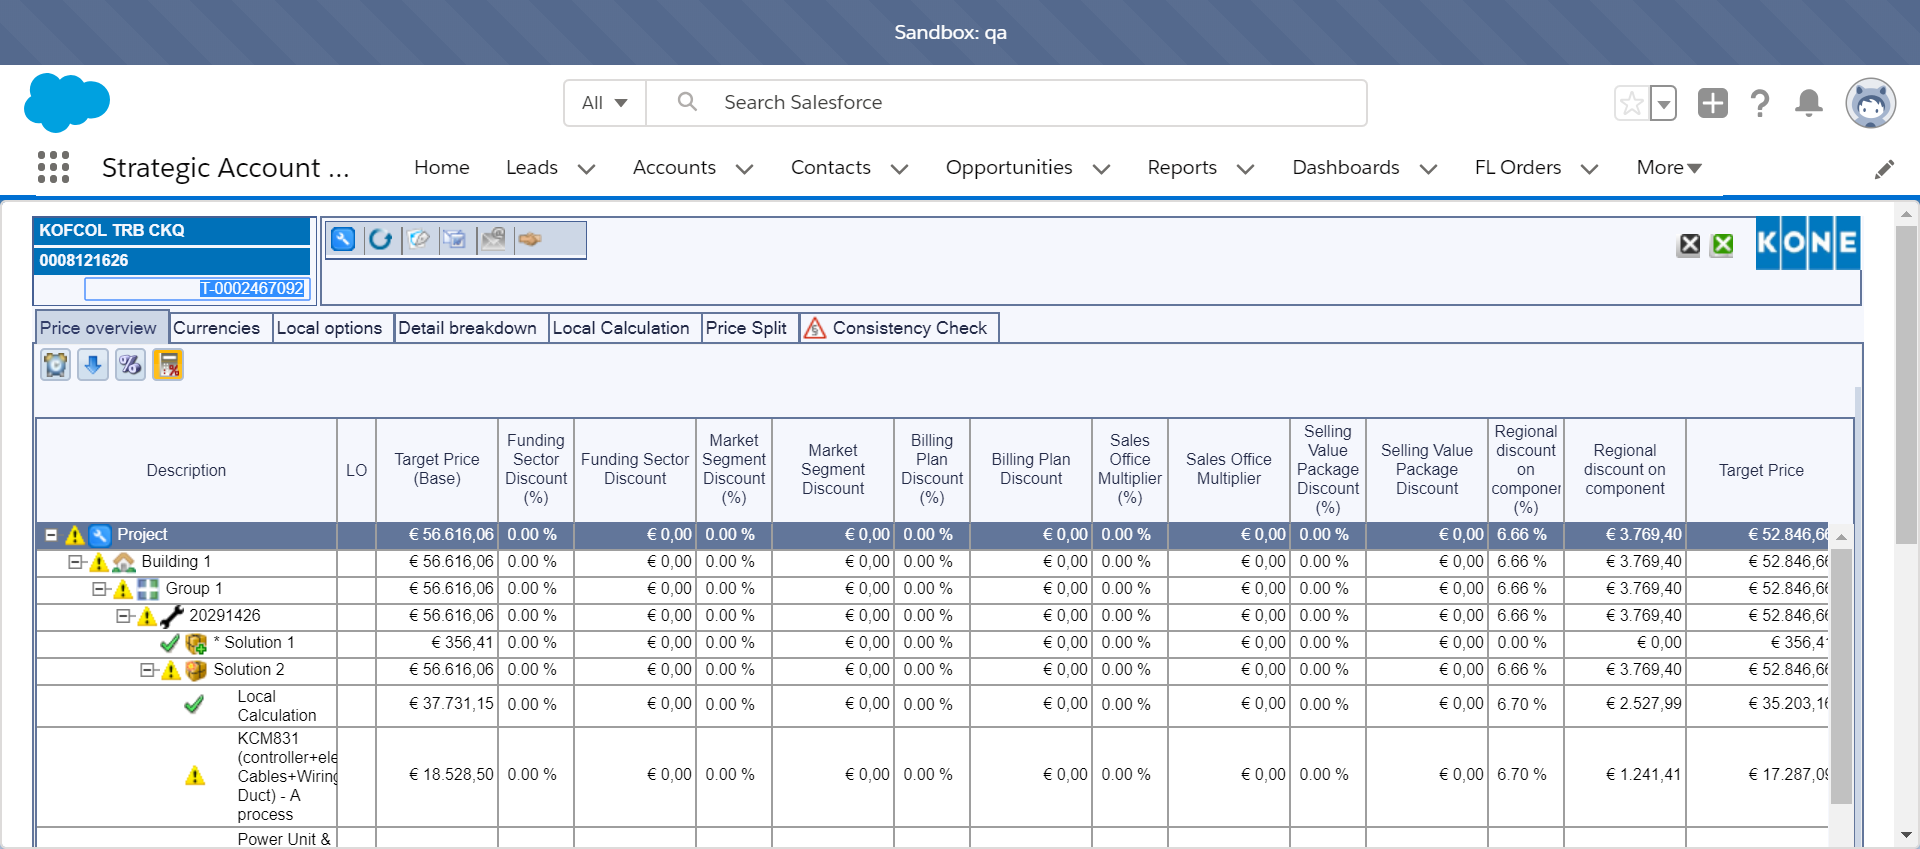 Sandbox: qa
All Search Salesforce
Strategic Account ... Home Leads Accounts Contacts Opportunities Reports Dashboards FL Orders More
KOFCOL TRB CKQ
0008121626
T-0002467092
KONE
Price overview Currencies Local options Detail breakdown Local Calculation Price Split Consistency Check
Description LO Target Price (Base) Funding Sector Discount (%) Funding Sector Discount Market Segment Discount (%) Market Segment Discount Billing Plan Discount (%) Billing Plan Discount Sales Office Multiplier (%) Sales Office Multiplier Selling Value Package Discount (%) Selling Value Package Discount Regional discount on componer (%) Regional discount on component Target Price
Project € 56.616,06 0.00 % € 0,00 0.00 % € 0,00 0.00 % € 0,00 0.00 % € 0,00 0.00 % € 0,00 6.66 % € 3.769,40 € 52.846,66
Building 1 € 56.616,06 0.00 % € 0,00 0.00 % € 0,00 0.00 % € 0,00 0.00 % € 0,00 0.00 % € 0,00 6.66 % € 3.769,40 € 52.846,66
Group 1 € 56.616,06 0.00 % € 0,00 0.00 % € 0,00 0.00 % € 0,00 0.00 % € 0,00 0.00 % € 0,00 6.66 % € 3.769,40 € 52.846,66
20291426 € 56.616,06 0.00 % € 0,00 0.00 % € 0,00 0.00 % € 0,00 0.00 % € 0,00 0.00 % € 0,00 6.66 % € 3.769,40 € 52.846,66
* Solution 1 € 356,41 0.00 % € 0,00 0.00 % € 0,00 0.00 % € 0,00 0.00 % € 0,00 0.00 % € 0,00 0.00 % € 0,00 € 356,41
Solution 2 € 56.616,06 0.00 % € 0,00 0.00 % € 0,00 0.00 % € 0,00 0.00 % € 0,00 0.00 % € 0,00 6.66 % € 3.769,40 € 52.846,66
Local
Calculation € 37.731,15 0.00 % € 0,00 0.00 % € 0,00 0.00 % € 0,00 0.00 % € 0,00 0.00 % € 0,00 6.70 % € 2.527,99 € 35.203,16
KCM831
(controller+ele
Cables+Wiring € 18.528,50 0.00 % € 0,00 0.00 % € 0,00 0.00 % € 0,00 0.00 % € 0,00 0.00 % € 0,00 6.70 % € 1.241,41 € 17.287,09
Duct) - A
process
Power Unit &